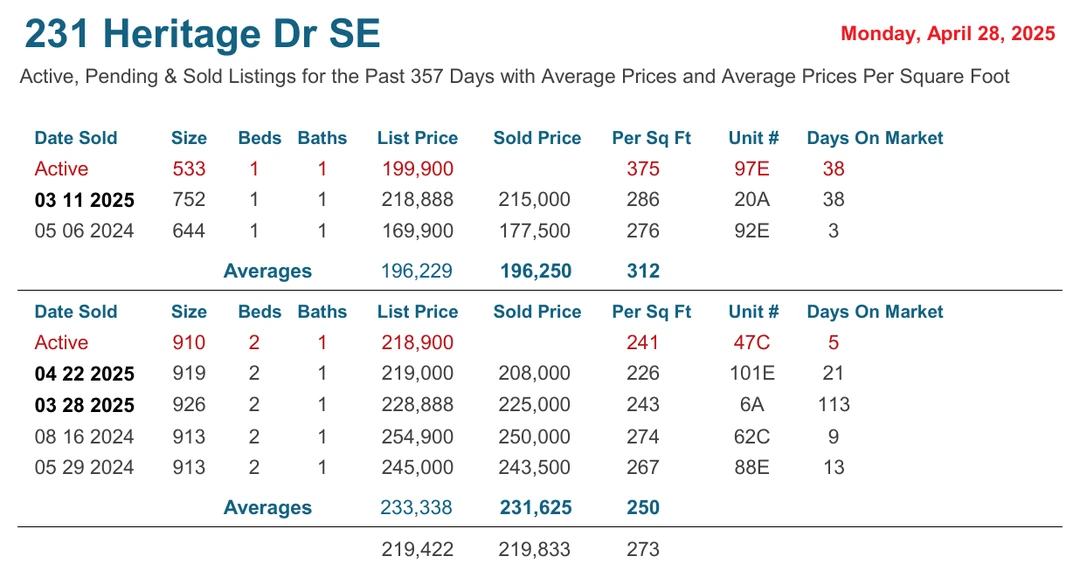 231 Heritage Dr SE
Monday, April 28, 2025
Active, Pending & Sold Listings for the Past 357 Days with Average Prices and Average Prices Per Square Foot
Date Sold Size Beds Baths List Price Sold Price Per Sq Ft Unit # Days On Market
Active 533 1 1 199,900 375 97E 38
03 11 2025 752 1 1 218,888 215,000 286 20A 38
05 06 2024 644 1 1 169,900 177,500 276 92E 3
Averages 196,229 196,250 312
Date Sold Size Beds Baths List Price Sold Price Per Sq Ft Unit # Days On Market
Active 910 2 1 218,900 241 47C 5
04 22 2025 919 2 1 219,000 208,000 226 101E 21
03 28 2025 926 2 1 228,888 225,000 243 6A 113
08 16 2024 913 2 1 254,900 250,000 274 62C 9
05 29 2024 913 2 1 245,000 243,500 267 88E 13
Averages 233,338 231,625 250
219,422 219,833 273